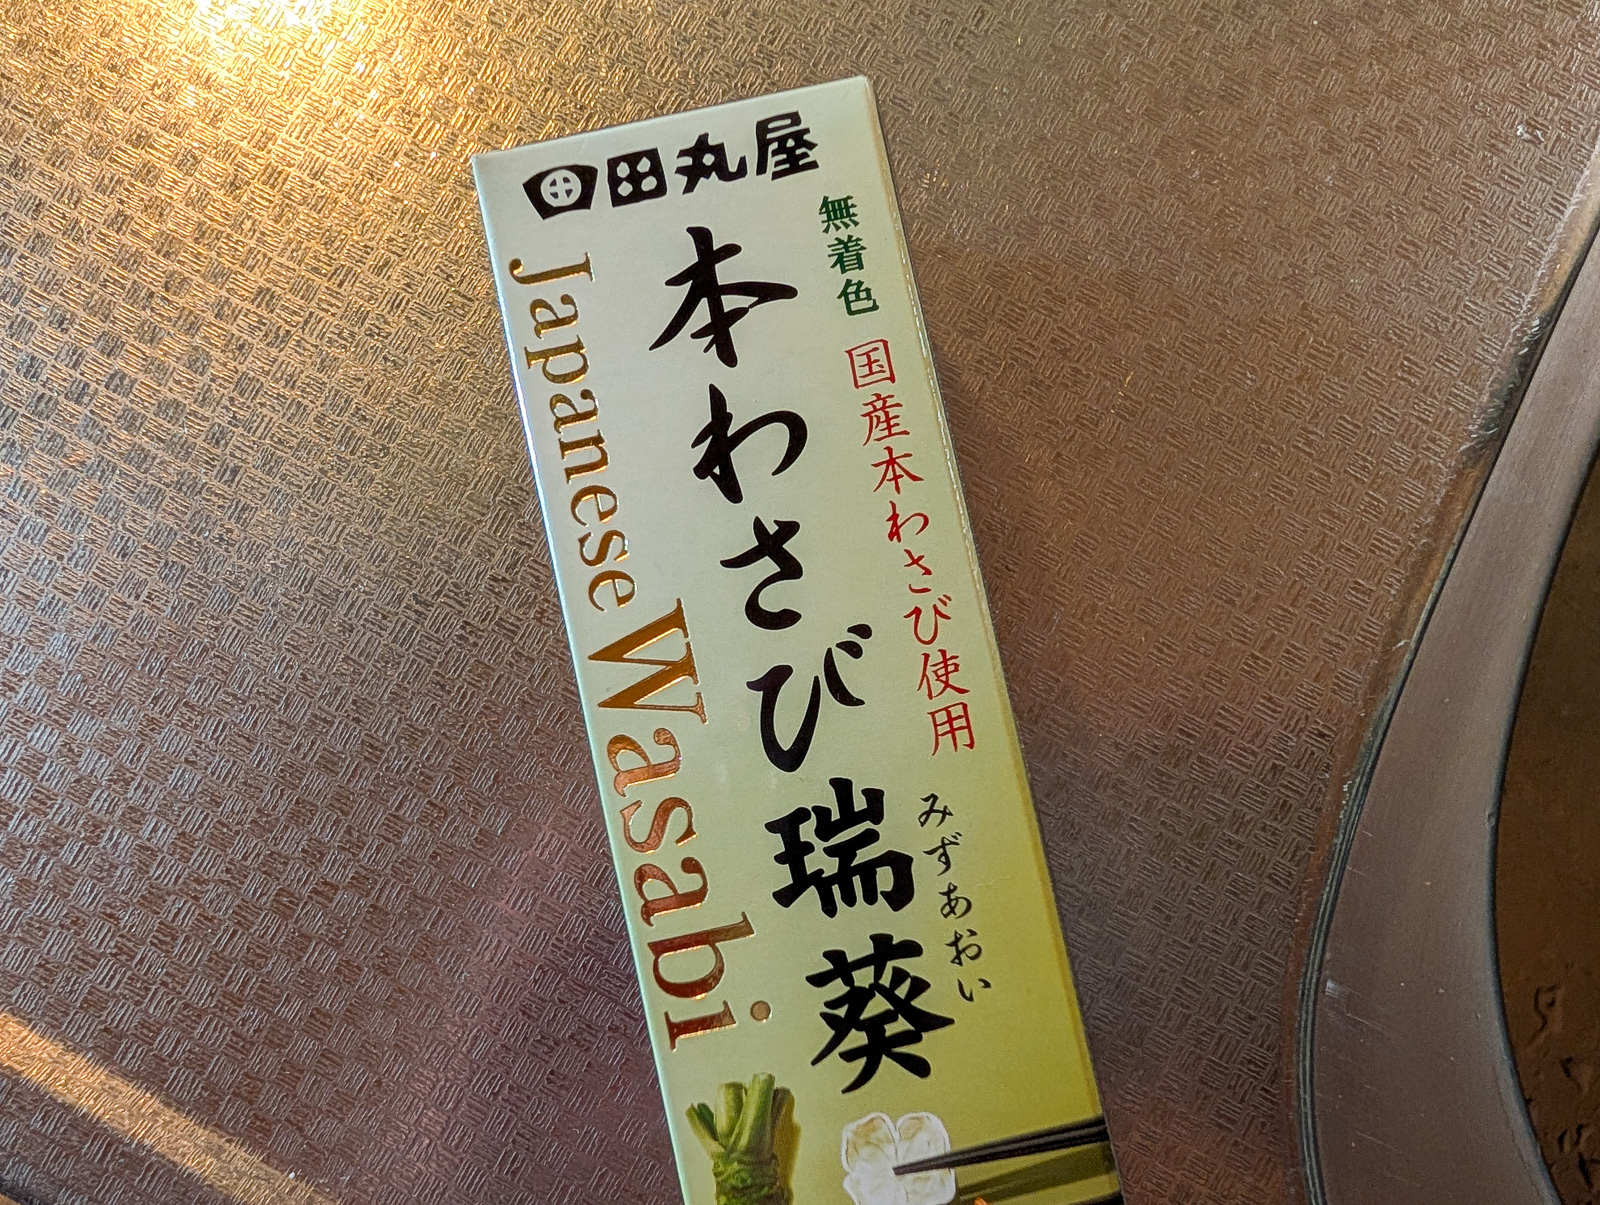 田丸屋
無着色
国産本わさび使用
本わさび瑞葵
みずあおい
Japanese Wasabi